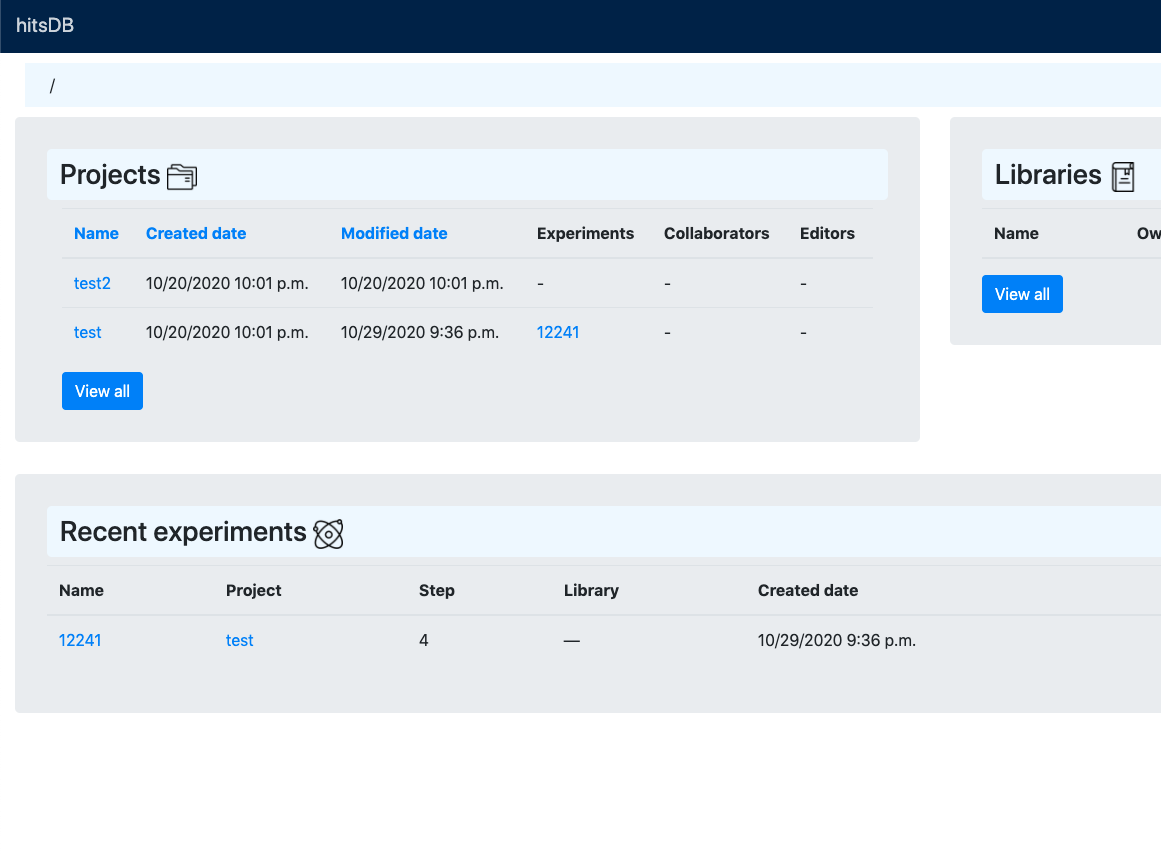 hitsDB
/
Projects
Name Created date Modified date Experiments Collaborators Editors
test2 10/20/2020 10:01 p.m. 10/20/2020 10:01 p.m. - - -
test 10/20/2020 10:01 p.m. 10/29/2020 9:36 p.m. 12241 - -
View all
Libraries
Name Ow
View all
Recent experiments
Name Project Step Library Created date
12241 test 4 — 10/29/2020 9:36 p.m.